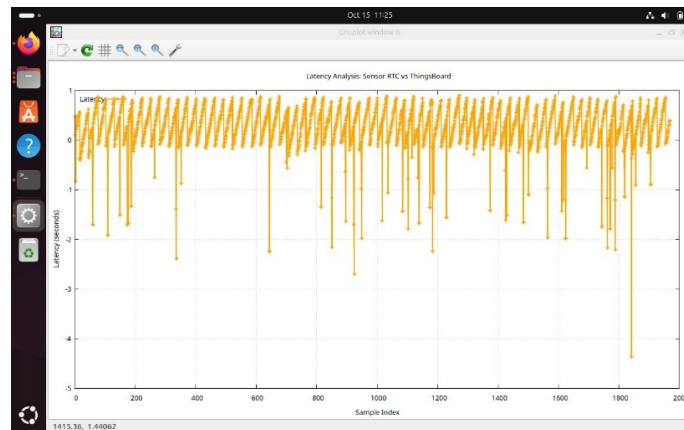 Oct 15 11:25
Gnuplot window 0
Latency Analysis: Sensor RTC vs ThingsBoard
Latency
1
0
-1
-2
-3
-4
-5
Latency (seconds)
0 200 400 600 800 1000 1200 1400 1600 1800 2000
Sample Index
1415.36, 1.44062